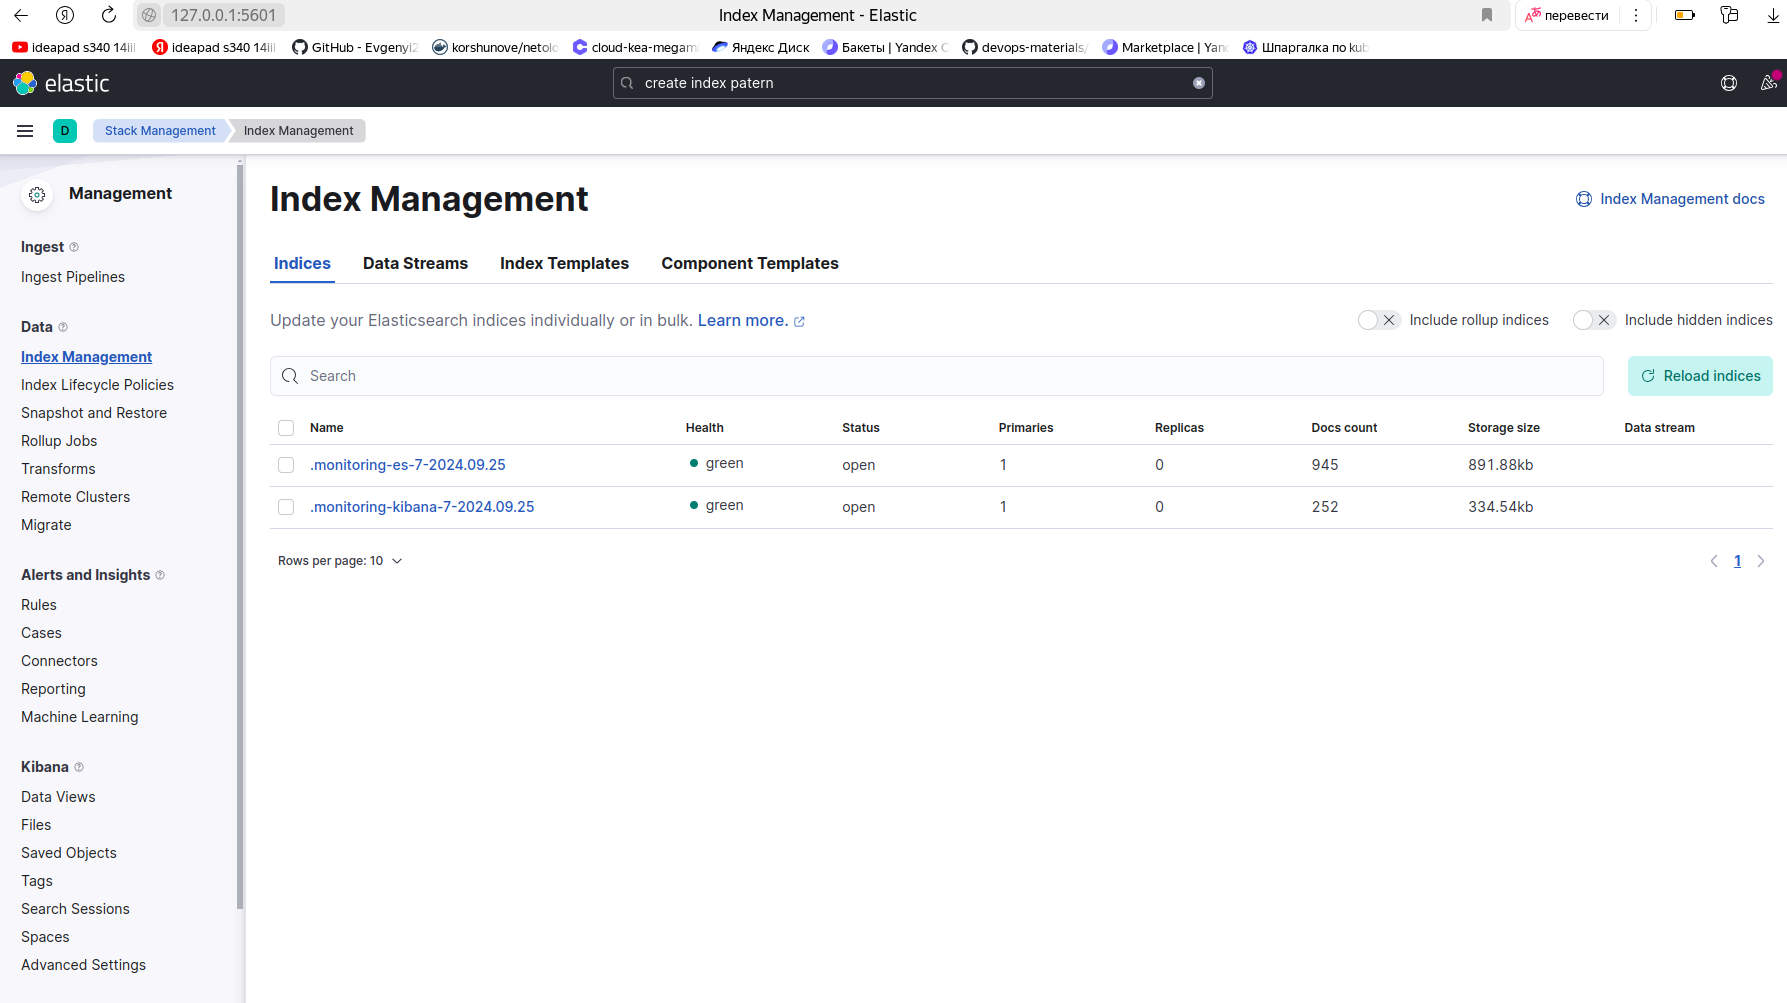 127.0.0.1:5601
Index Management - Elastic
перевести
ideapad s340 14iil
ideapad s340 14iil
GitHub - Evgenyi2
korshunove/netolo
cloud-kea-megam
Яндекс Диск
Бакеты | Yandex C
devops-materials/
Marketplace | Yan
Шпаргалка по kub
elastic
create index patern
D
Stack Management
Index Management
Management
Ingest
Ingest Pipelines
Data
Index Management
Index Lifecycle Policies
Snapshot and Restore
Rollup Jobs
Transforms
Remote Clusters
Migrate
Alerts and Insights
Rules
Cases
Connectors
Reporting
Machine Learning
Kibana
Data Views
Files
Saved Objects
Tags
Search Sessions
Spaces
Advanced Settings
Index Management
Index Management docs
Indices Data Streams Index Templates Component Templates
Update your Elasticsearch indices individually or in bulk. Learn more.
Include rollup indices
Include hidden indices
Search
Reload indices
Name Health Status Primaries Replicas Docs count Storage size Data stream
.monitoring-es-7-2024.09.25 green open 1 0 945 891.88kb
.monitoring-kibana-7-2024.09.25 green open 1 0 252 334.54kb
Rows per page: 10
1